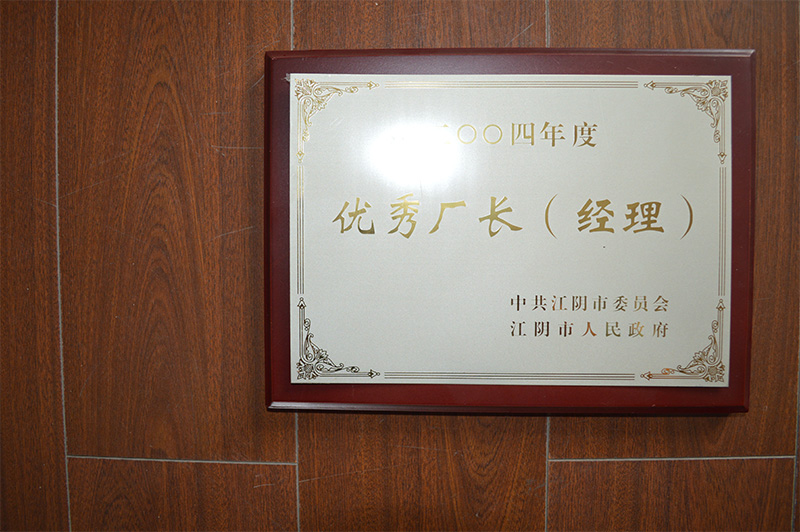 二〇〇四年度
优秀厂长（经理）
中共江阴市委员会
江阴市人民政府